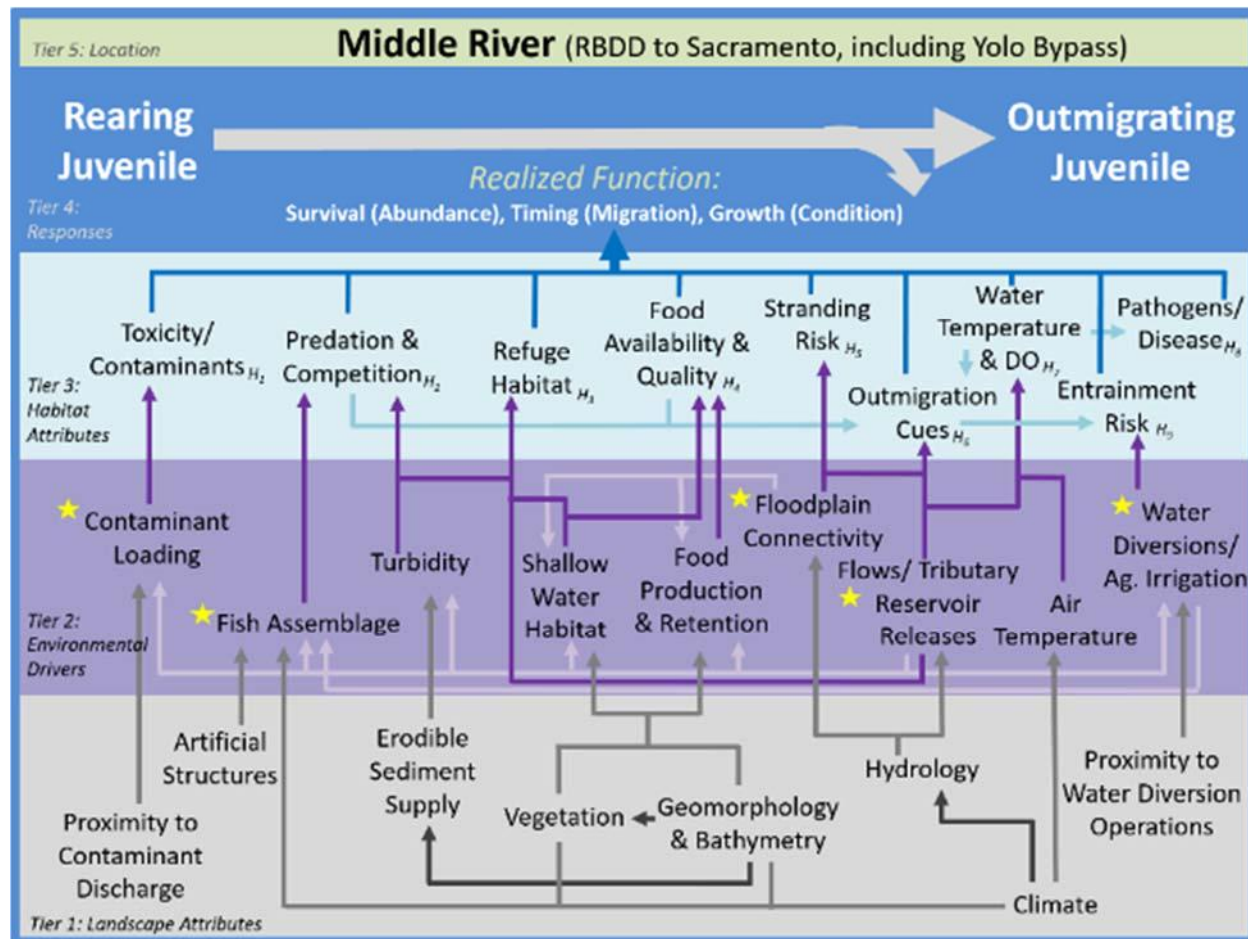 Tier 5: Location
Middle River (RBDD to Sacramento, including Yolo Bypass)
Rearing
Juvenile
Outmigrating
Juvenile
Realized Function:
Survival (Abundance), Timing (Migration), Growth (Condition)
Tier 4:
Responses
Toxicity/
Contaminants H1
Predation &
Competition H2
Refuge
Habitat H3
Food
Availability &
Quality H4
Stranding
Risk H5
Water
Temperature
& DO H7
Pathogens/
Disease H8
Outmigration
Cues H6
Entrainment
Risk H9
Tier 3:
Habitat
Attributes
Contaminant
Loading
Fish Assemblage
Turbidity
Shallow
Water
Habitat
Food
Production
& Retention
Floodplain
Connectivity
Flows/ Tributary
Reservoir
Releases
Air
Temperature
Water
Diversions/
Ag. Irrigation
Tier 2:
Environmental
Drivers
Proximity to
Contaminant
Discharge
Artificial
Structures
Erodible
Sediment
Supply
Vegetation
Geomorphology
& Bathymetry
Hydrology
Climate
Proximity to
Water Diversion
Operations
Tier 1: Landscape Attributes